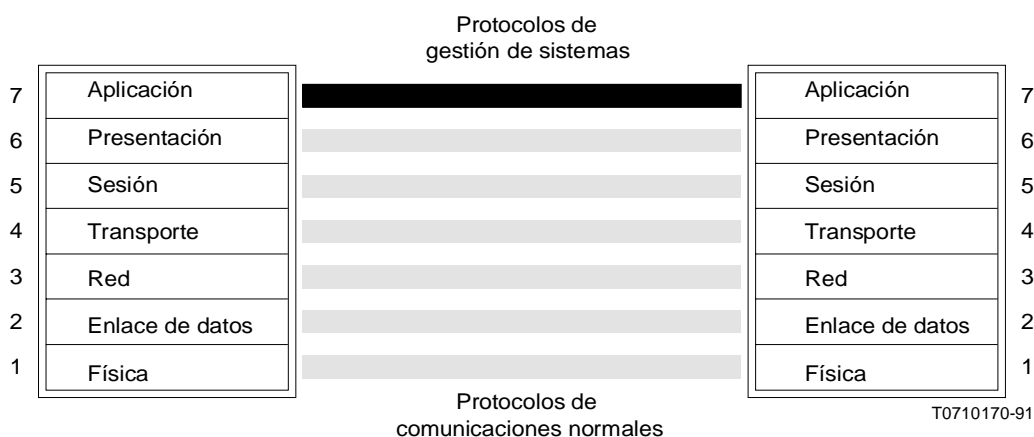 Protocolos de
gestión de sistemas
7 Aplicación Aplicación 7
6 Presentación Presentación 6
5 Sesión Sesión 5
4 Transporte Transporte 4
3 Red Red 3
2 Enlace de datos Enlace de datos 2
1 Física Física 1
Protocolos de
comunicaciones normales
T0710170-91